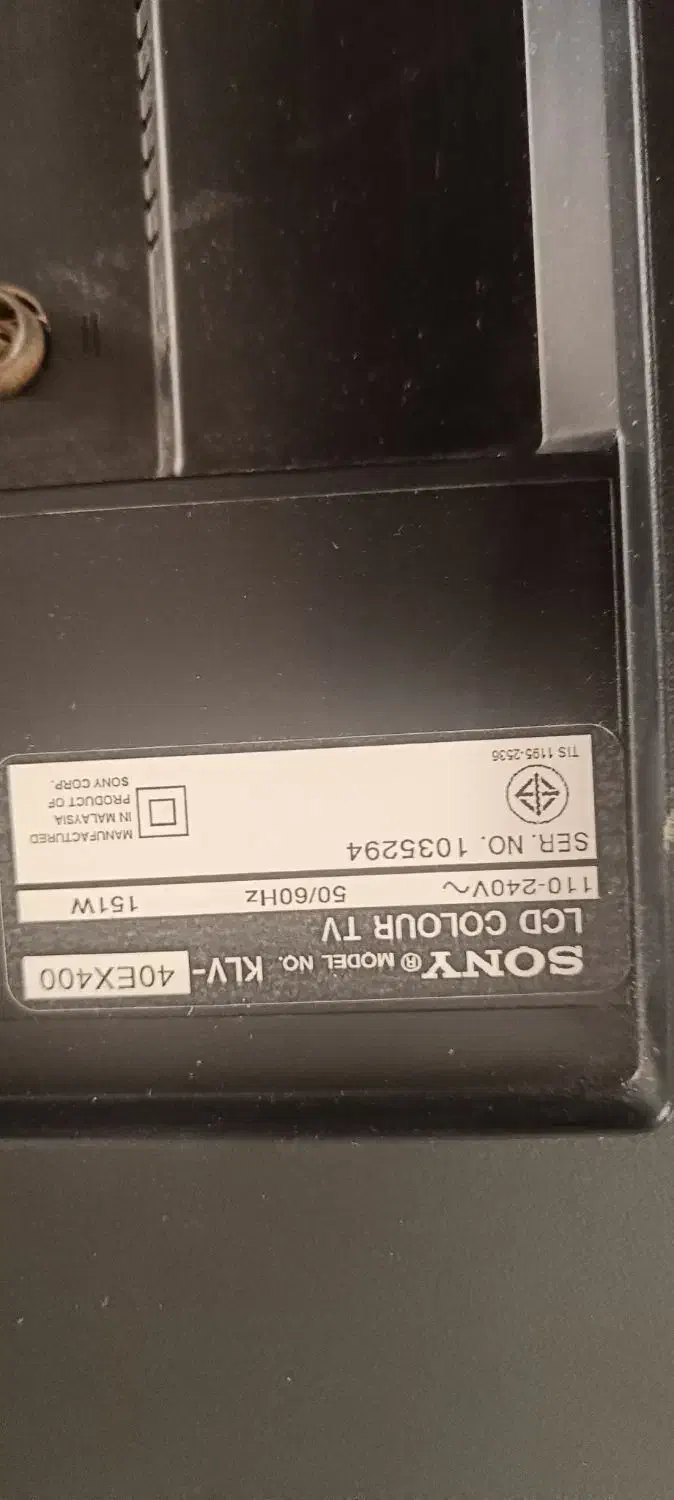 SONY® MODEL NO. KLV-40EX400
LCD COLOUR TV
110-240V~ 50/60Hz 151W
SER. NO. 1035294
TIS 1195-2536
MANUFACTURED
IN MALAYSIA
PRODUCT OF
SONY CORP.